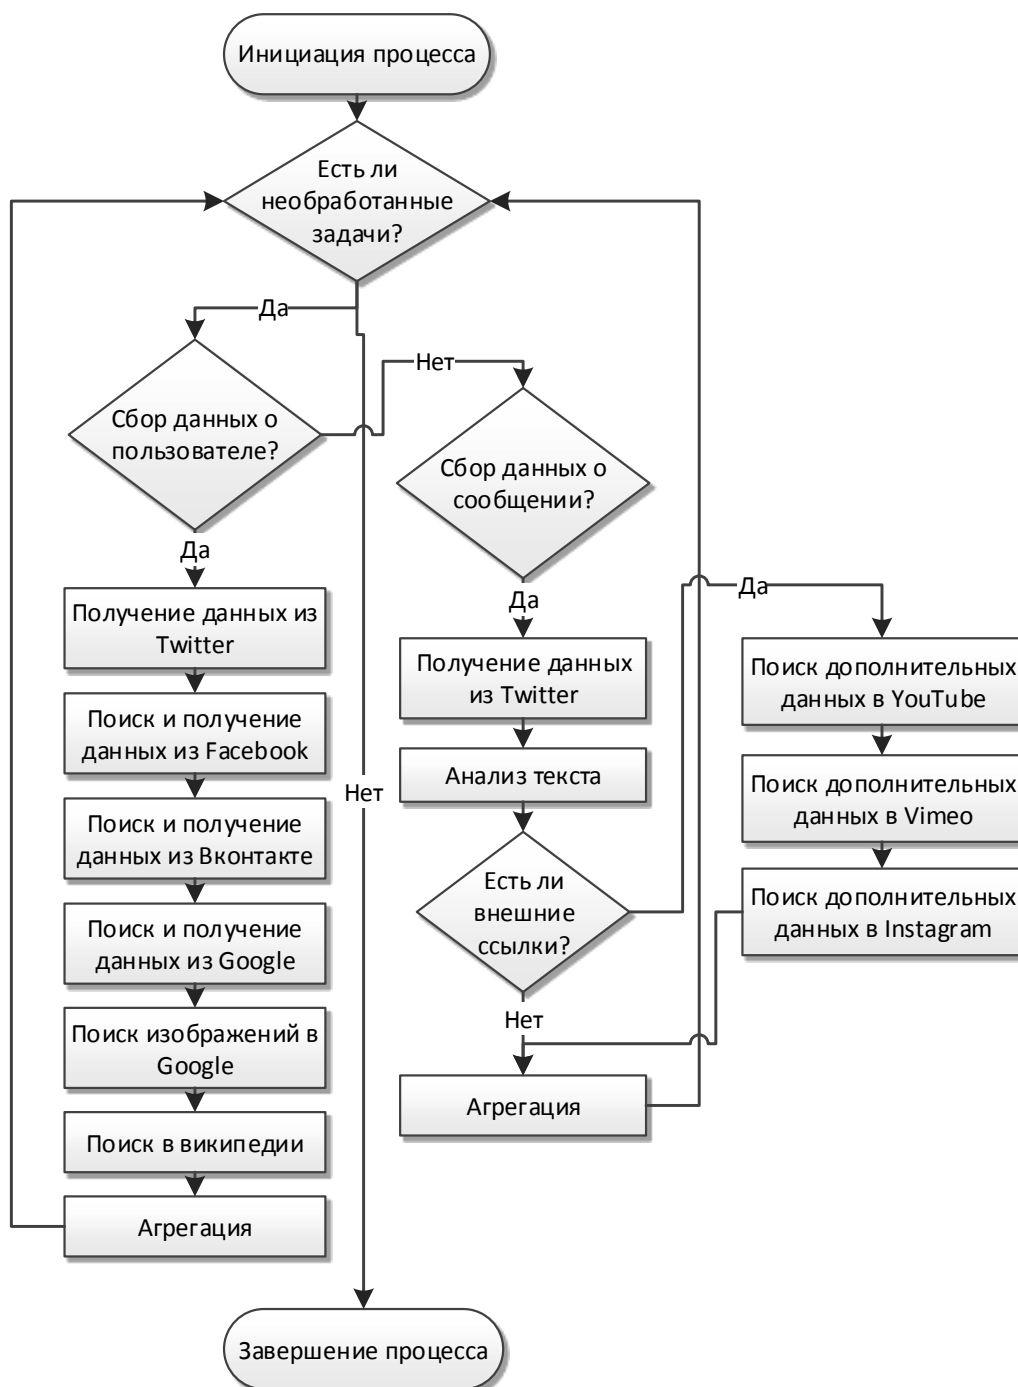 Инициация процесса
Есть ли
необработанные
задачи?
Да
Нет
Сбор данных о
пользователе?
Сбор данных о
сообщении?
Да
Получение данных из
Twitter
Поиск и получение
данных из Facebook
Поиск и получение
данных из Вконтакте
Поиск и получение
данных из Google
Поиск изображений в
Google
Поиск в википедии
Агрегация
Нет
Да
Получение данных
из Twitter
Анализ текста
Есть ли
внешние
ссылки?
Нет
Агрегация
Да
Поиск дополнительных
данных в YouTube
Поиск дополнительных
данных в Vimeo
Поиск дополнительных
данных в Instagram
Завершение процесса